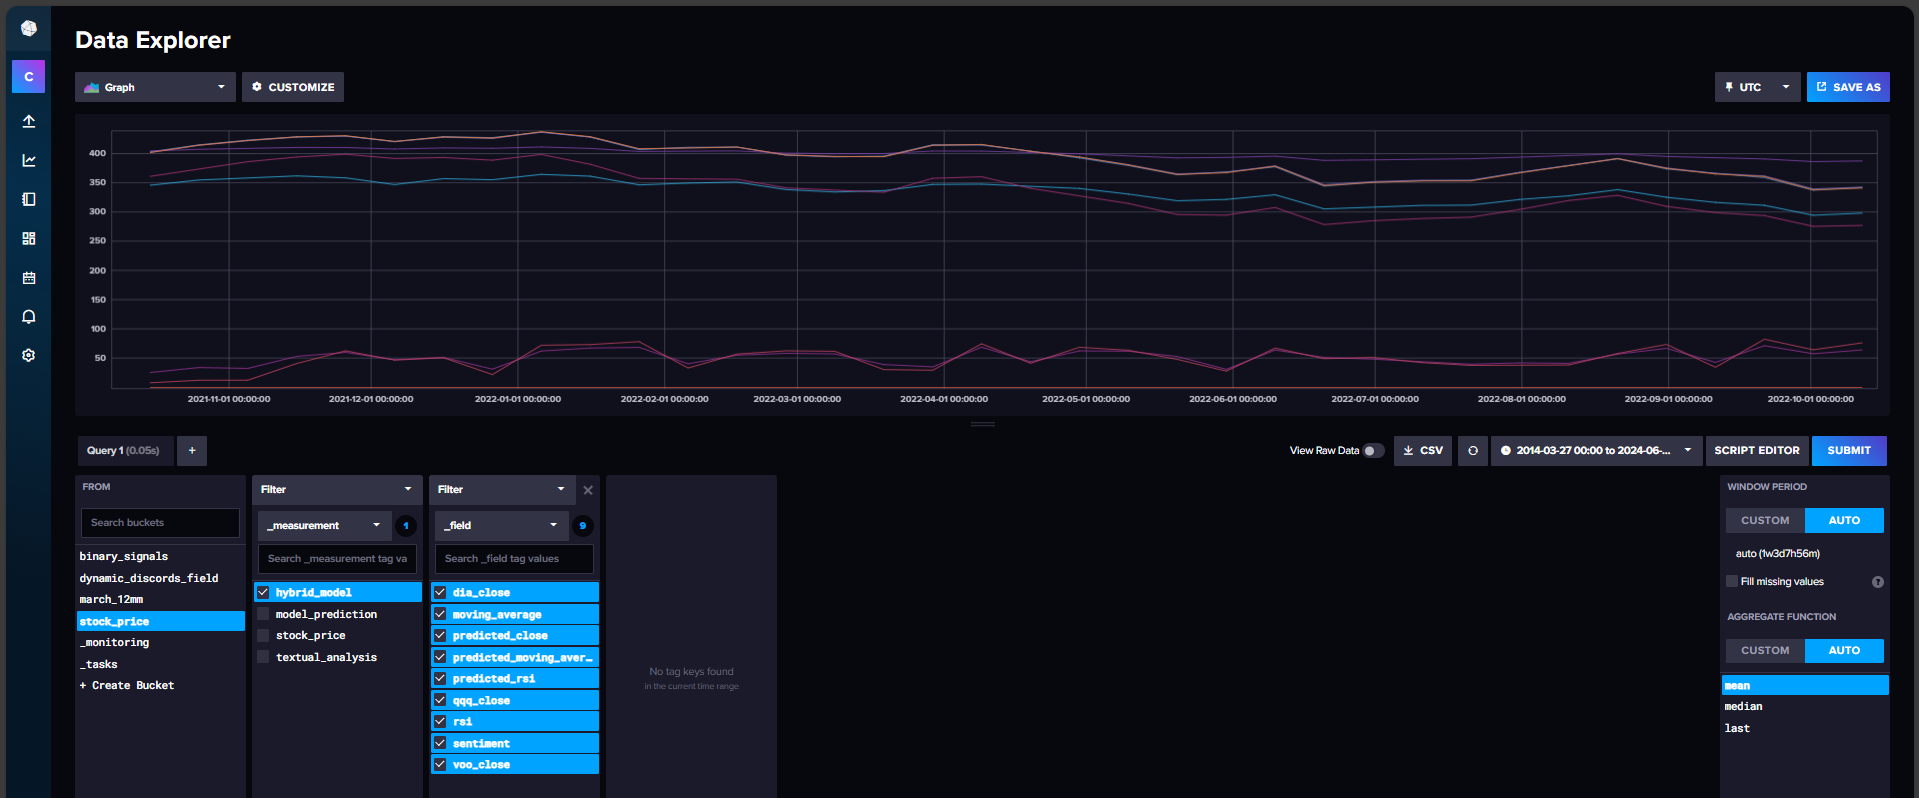 Data Explorer
C
Graph
CUSTOMIZE
UTC
SAVE AS
400
350
300
250
200
150
100
50
2021-11-01 00:00:00
2021-12-01 00:00:00
2022-01-01 00:00:00
2022-02-01 00:00:00
2022-03-01 00:00:00
2022-04-01 00:00:00
2022-05-01 00:00:00
2022-06-01 00:00:00
2022-07-01 00:00:00
2022-08-01 00:00:00
2022-09-01 00:00:00
2022-10-01 00:00:00
Query 1 (0.05s)
+
View Raw Data
CSV
2014-03-27 00:00 to 2024-06-...
SCRIPT EDITOR
SUBMIT
FROM
Search buckets
binary_signals
dynamic_discords_field
march_12mm
stock_price
_monitoring
_tasks
+ Create Bucket
Filter
_measurement
1
Search _measurement tag va
hybrid_model
model_prediction
stock_price
textual_analysis
Filter
_field
9
Search _field tag values
dia_close
moving_average
predicted_close
predicted_moving_aver…
predicted_rsi
qqq_close
rsi
sentiment
voo_close
No tag keys found
in the current time range
WINDOW PERIOD
CUSTOM
AUTO
auto (1w3d7h56m)
Fill missing values
?
AGGREGATE FUNCTION
CUSTOM
AUTO
mean
median
last